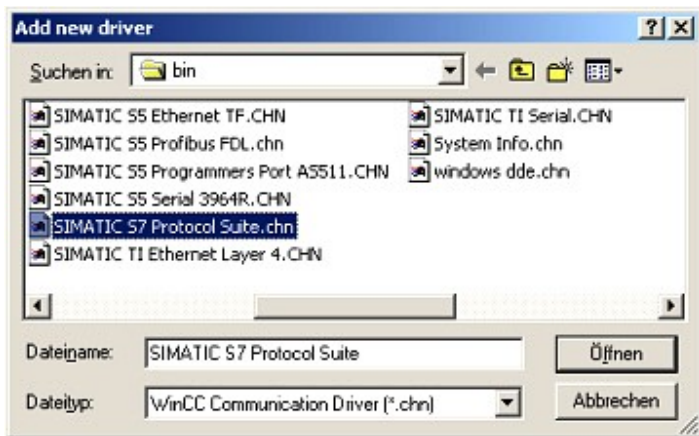 Add new driver
Suchen in: bin
SIMATIC S5 Ethernet TF.CHN
SIMATIC S5 Profibus FDL.chn
SIMATIC S5 Programmers Port AS511.CHN
SIMATIC S5 Serial 3964R.CHN
SIMATIC S7 Protocol Suite.chn
SIMATIC TI Ethernet Layer 4.CHN
SIMATIC TI Serial.CHN
System Info.chn
windows dde.chn
Dateiname: SIMATIC S7 Protocol Suite Öffnen
Dateityp: WinCC Communication Driver (*.chn) Abbrechen